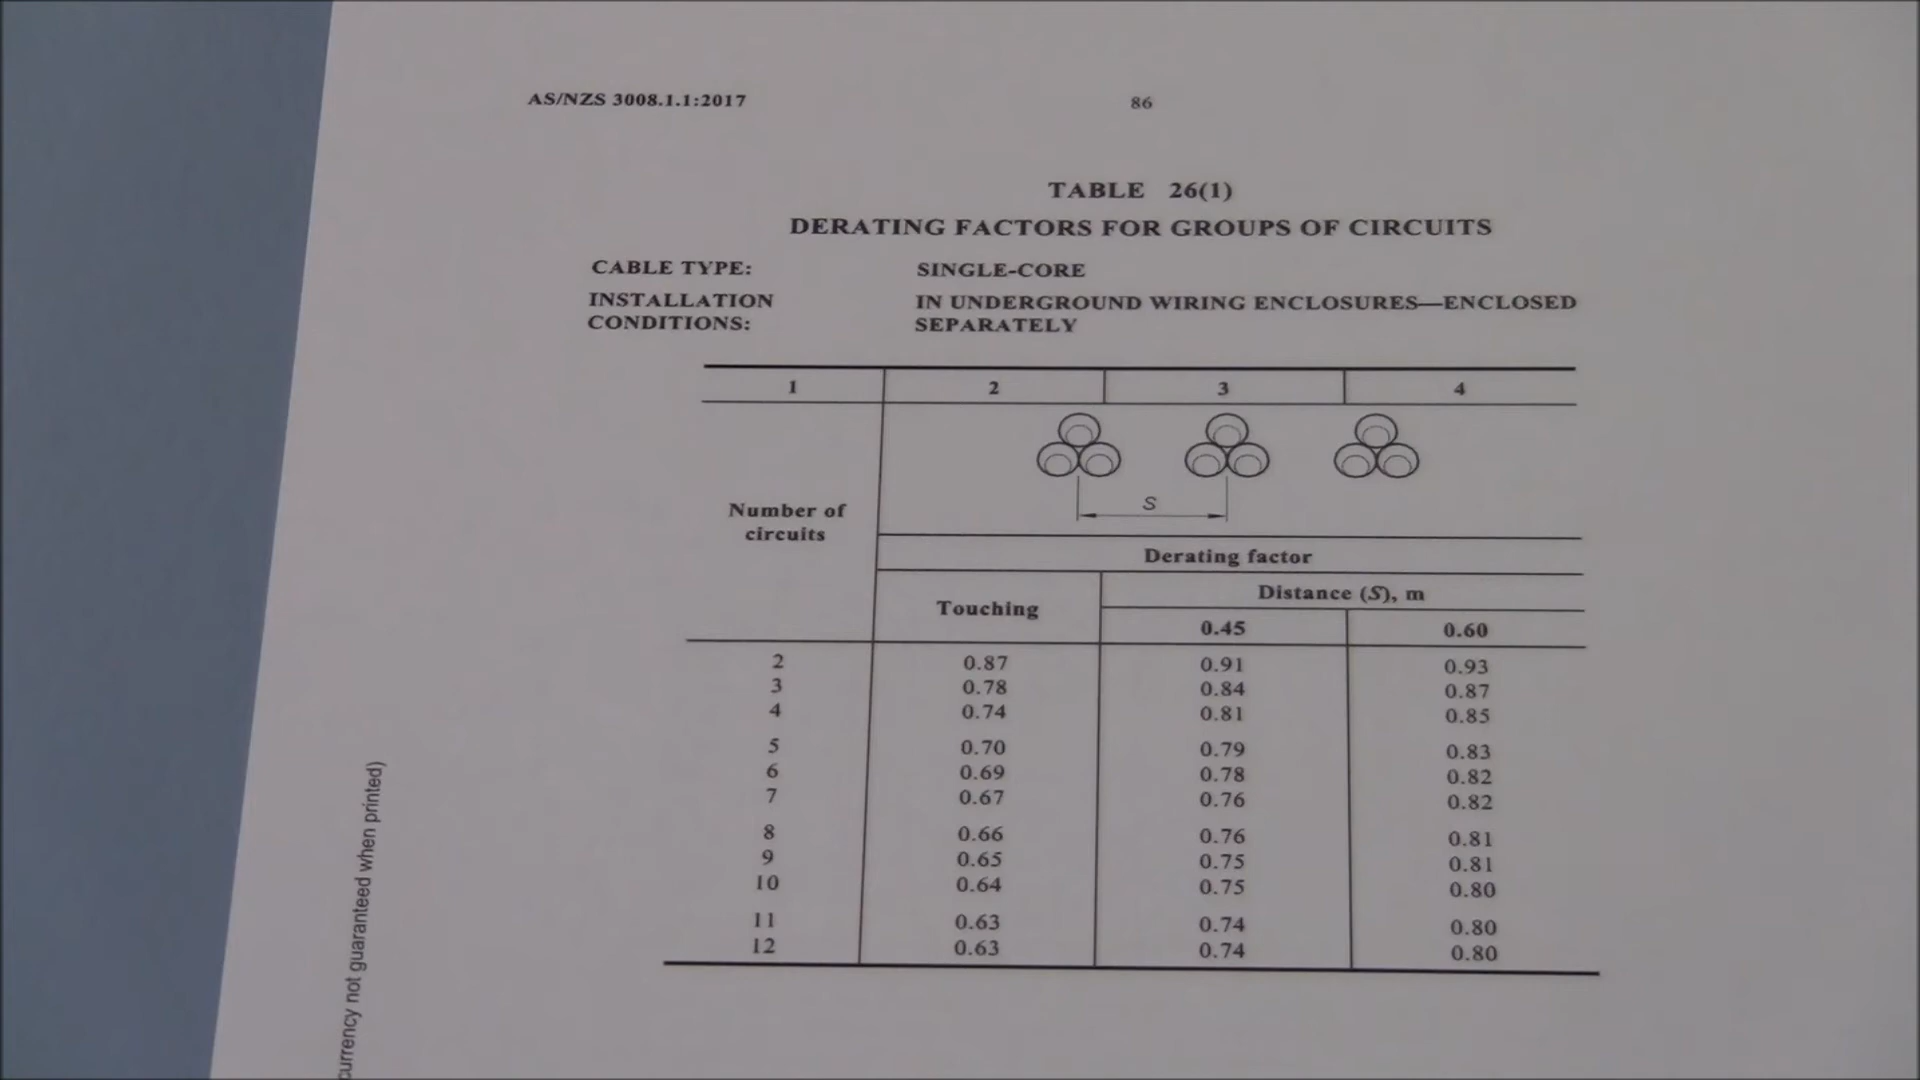 AS/NZS 3008.1.1:2017 86
TABLE 26(1)
DERATING FACTORS FOR GROUPS OF CIRCUITS
CABLE TYPE: SINGLE-CORE
INSTALLATION CONDITIONS: IN UNDERGROUND WIRING ENCLOSURES—ENCLOSED SEPARATELY
1 2 3 4
Number of circuits
S
Derating factor
Touching
Distance (S), m
0.45 0.60
2 0.87 0.91 0.93
3 0.78 0.84 0.87
4 0.74 0.81 0.85
5 0.70 0.79 0.83
6 0.69 0.78 0.82
7 0.67 0.76 0.82
8 0.66 0.76 0.81
9 0.65 0.75 0.81
10 0.64 0.75 0.80
11 0.63 0.74 0.80
12 0.63 0.74 0.80
currency not guaranteed when printed)